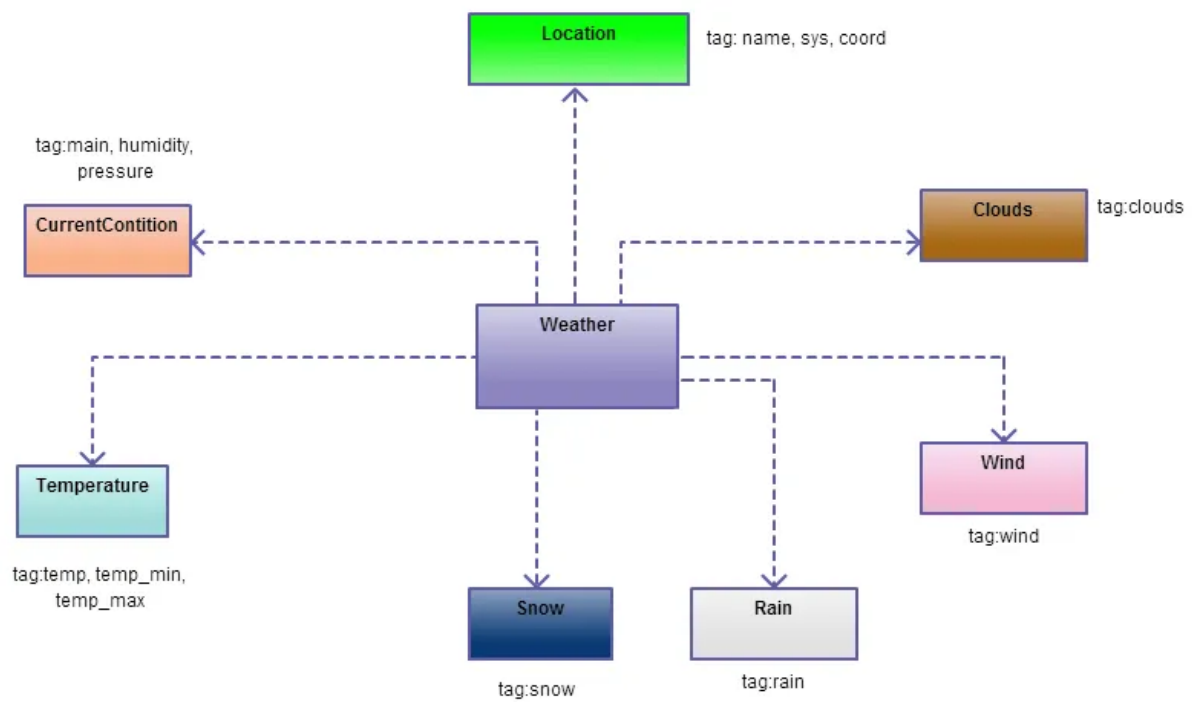 Location
tag: name, sys, coord
tag:main, humidity,
pressure
CurrentContition
Clouds
tag:clouds
Weather
Temperature
tag:temp, temp_min,
temp_max
Wind
tag:wind
Snow
tag:snow
Rain
tag:rain